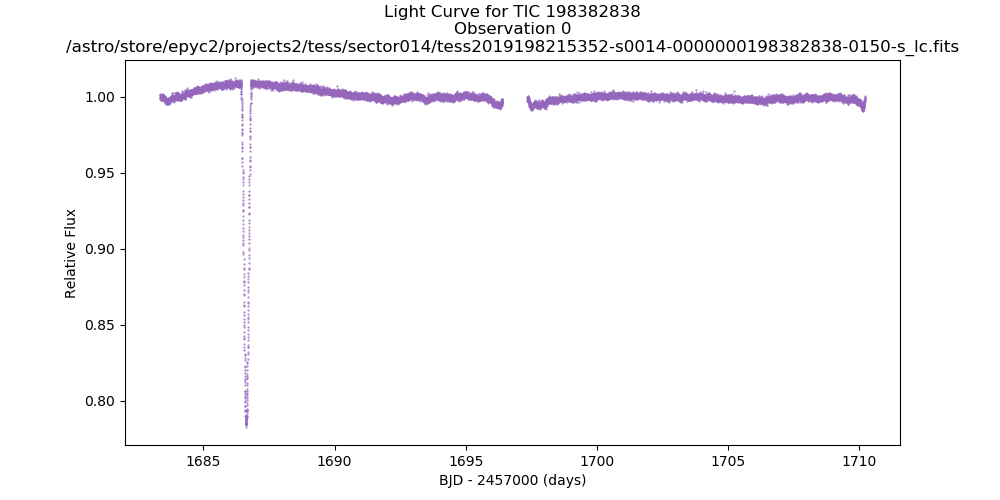 Light Curve for TIC 198382838
Observation 0
/astro/store/epyc2/projects2/tess/sector014/tess2019198215352-s0014-0000000198382838-0150-s_lc.fits
1.00
0.95
0.90
0.85
0.80
Relative Flux
1685 1690 1695 1700 1705 1710
BJD - 2457000 (days)